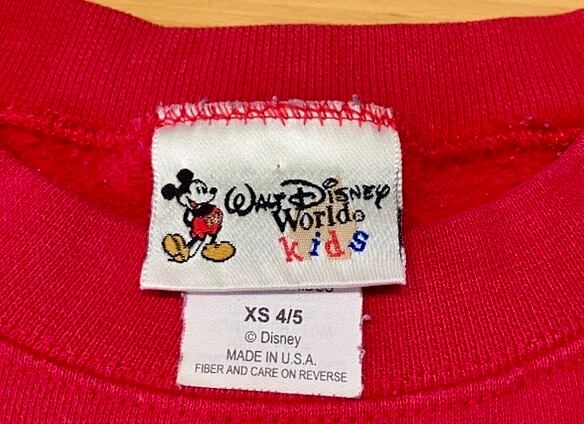 Walt Disney
World®
kids
XS 4/5
© Disney
MADE IN U.S.A.
FIBER AND CARE ON REVERSE